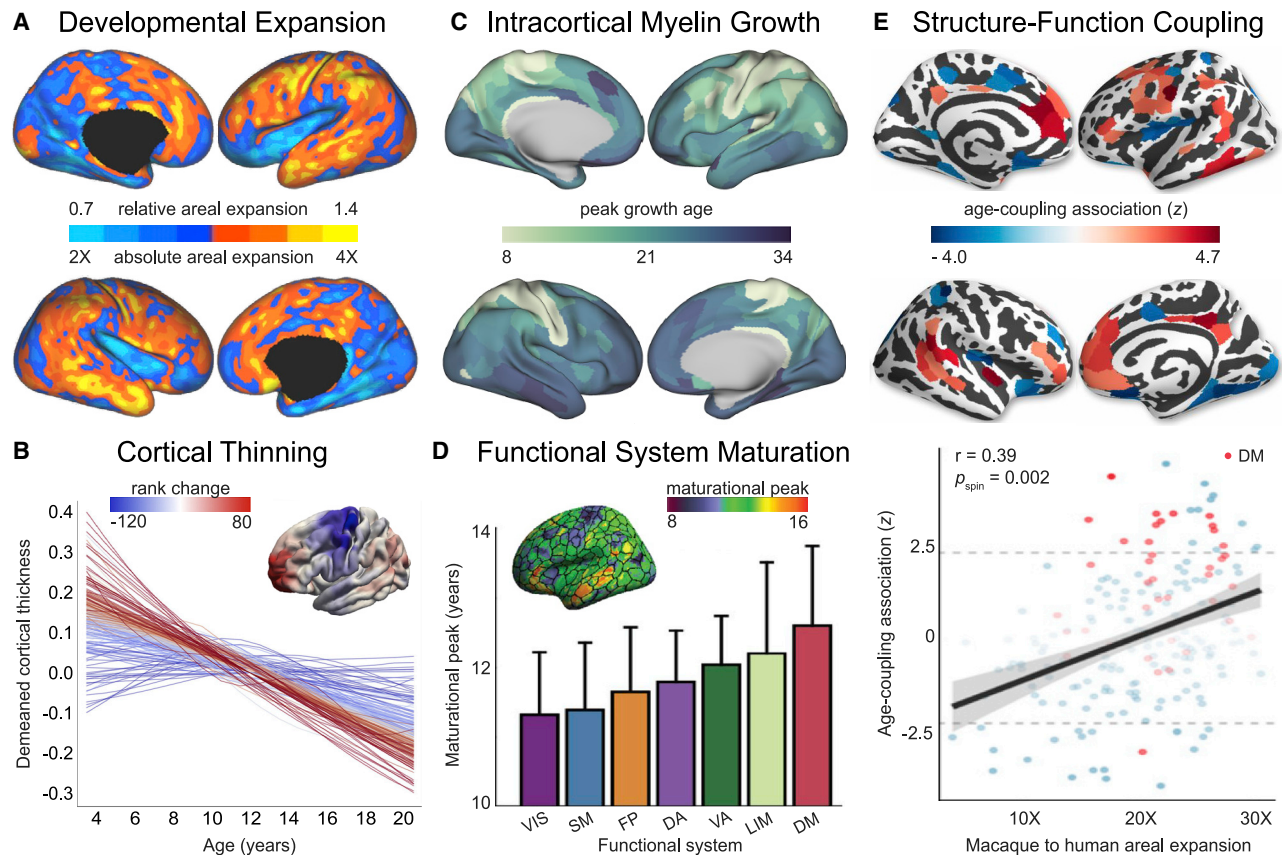 A Developmental Expansion
0.7 relative areal expansion 1.4
2X absolute areal expansion 4X
B Cortical Thinning
rank change
-120 80
0.4
0.3
0.2
0.1
0.0
-0.1
-0.2
-0.3
Demeaned cortical thickness
4 6 8 10 12 14 16 18 20
Age (years)
C Intracortical Myelin Growth
peak growth age
8 21 34
D Functional System Maturation
maturational peak
8 16
14
12
10
Maturational peak (years)
VIS SM FP DA VA LIM DM
Functional system
E Structure-Function Coupling
age-coupling association (z)
- 4.0 4.7
r = 0.39
pspin = 0.002
DM
2.5
0
-2.5
Age-coupling association (z)
10X 20X 30X
Macaque to human areal expansion